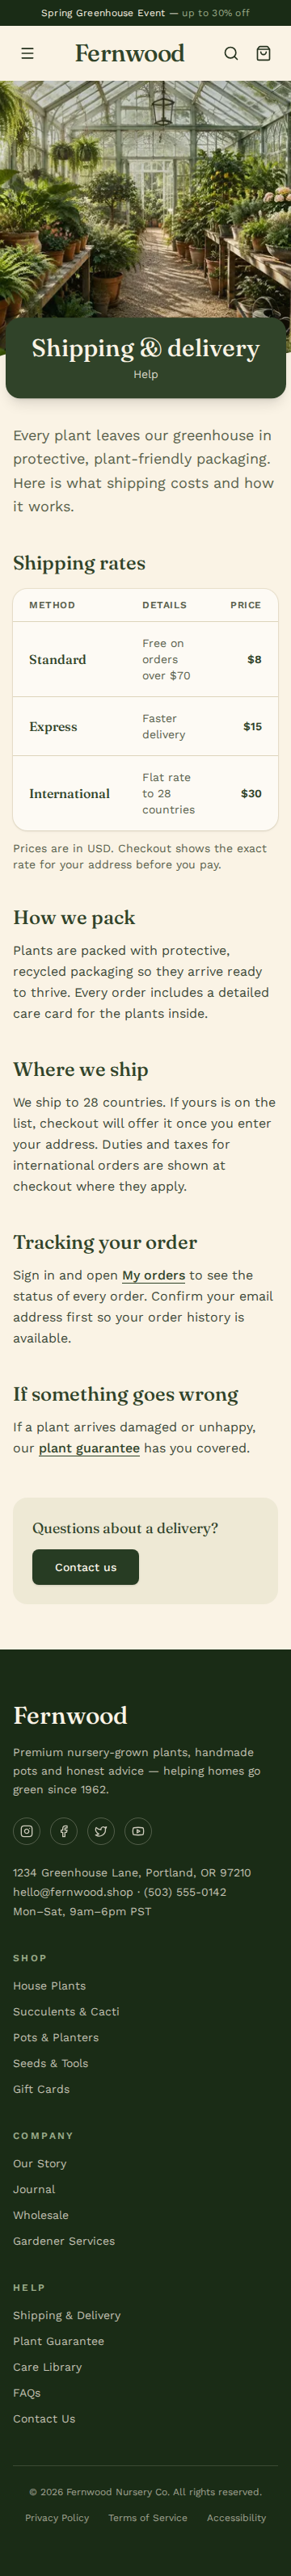 Spring Greenhouse Event — up to 30% off
Fernwood
Shipping & delivery
Help
Every plant leaves our greenhouse in
protective, plant-friendly packaging.
Here is what shipping costs and how
it works.
Shipping rates
METHOD DETAILS PRICE
Standard Free on orders over $70 $8
Express Faster delivery $15
International Flat rate to 28 countries $30
Prices are in USD. Checkout shows the exact
rate for your address before you pay.
How we pack
Plants are packed with protective,
recycled packaging so they arrive ready
to thrive. Every order includes a detailed
care card for the plants inside.
Where we ship
We ship to 28 countries. If yours is on the
list, checkout will offer it once you enter
your address. Duties and taxes for
international orders are shown at
checkout where they apply.
Tracking your order
Sign in and open My orders to see the
status of every order. Confirm your email
address first so your order history is
available.
If something goes wrong
If a plant arrives damaged or unhappy,
our plant guarantee has you covered.
Questions about a delivery?
Contact us
Fernwood
Premium nursery-grown plants, handmade
pots and honest advice — helping homes go
green since 1962.
1234 Greenhouse Lane, Portland, OR 97210
hello@fernwood.shop · (503) 555-0142
Mon–Sat, 9am–6pm PST
SHOP
House Plants
Succulents & Cacti
Pots & Planters
Seeds & Tools
Gift Cards
COMPANY
Our Story
Journal
Wholesale
Gardener Services
HELP
Shipping & Delivery
Plant Guarantee
Care Library
FAQs
Contact Us
© 2026 Fernwood Nursery Co. All rights reserved.
Privacy Policy Terms of Service Accessibility